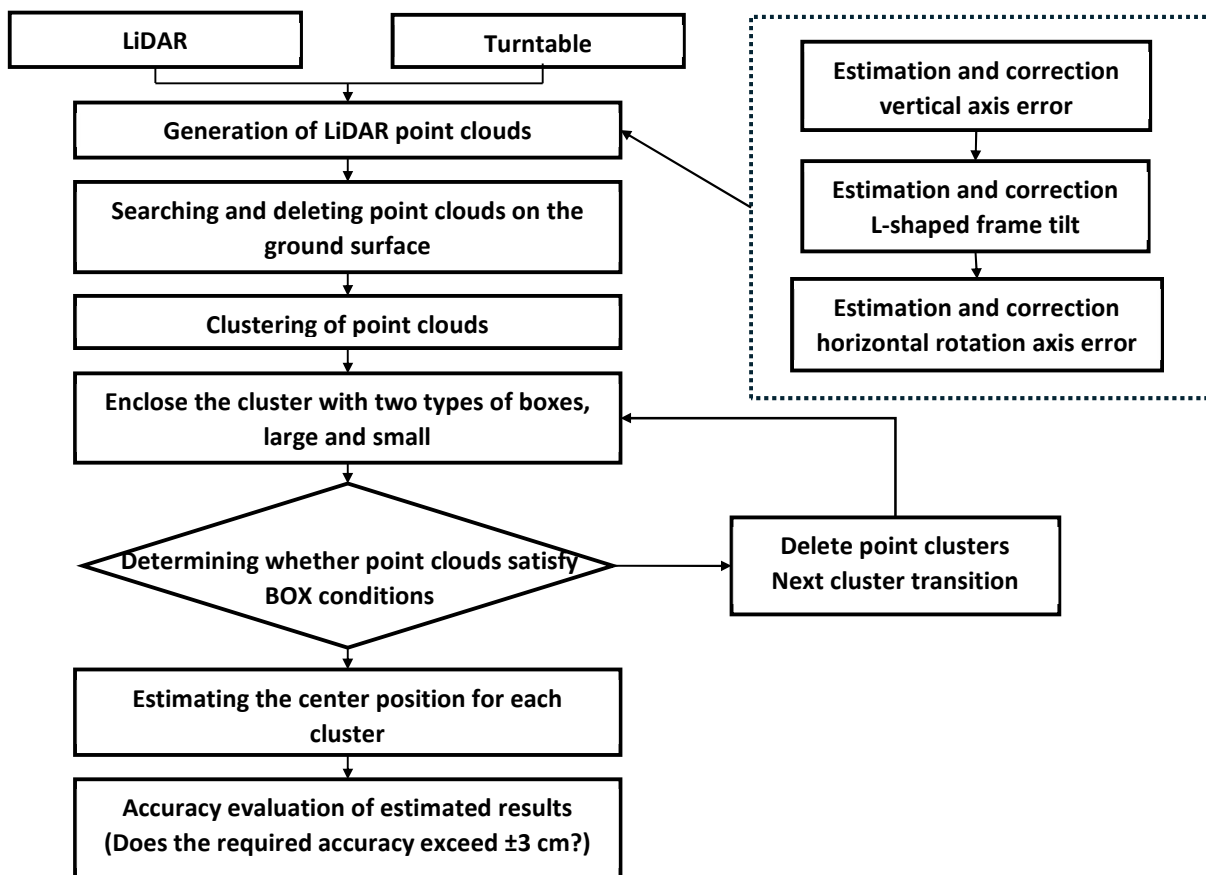 LiDAR
Turntable
Generation of LiDAR point clouds
Searching and deleting point clouds on the
ground surface
Clustering of point clouds
Enclose the cluster with two types of boxes,
large and small
Determining whether point clouds satisfy
BOX conditions
Delete point clusters
Next cluster transition
Estimating the center position for each
cluster
Accuracy evaluation of estimated results
(Does the required accuracy exceed ±3 cm?)
Estimation and correction
vertical axis error
Estimation and correction
L-shaped frame tilt
Estimation and correction
horizontal rotation axis error